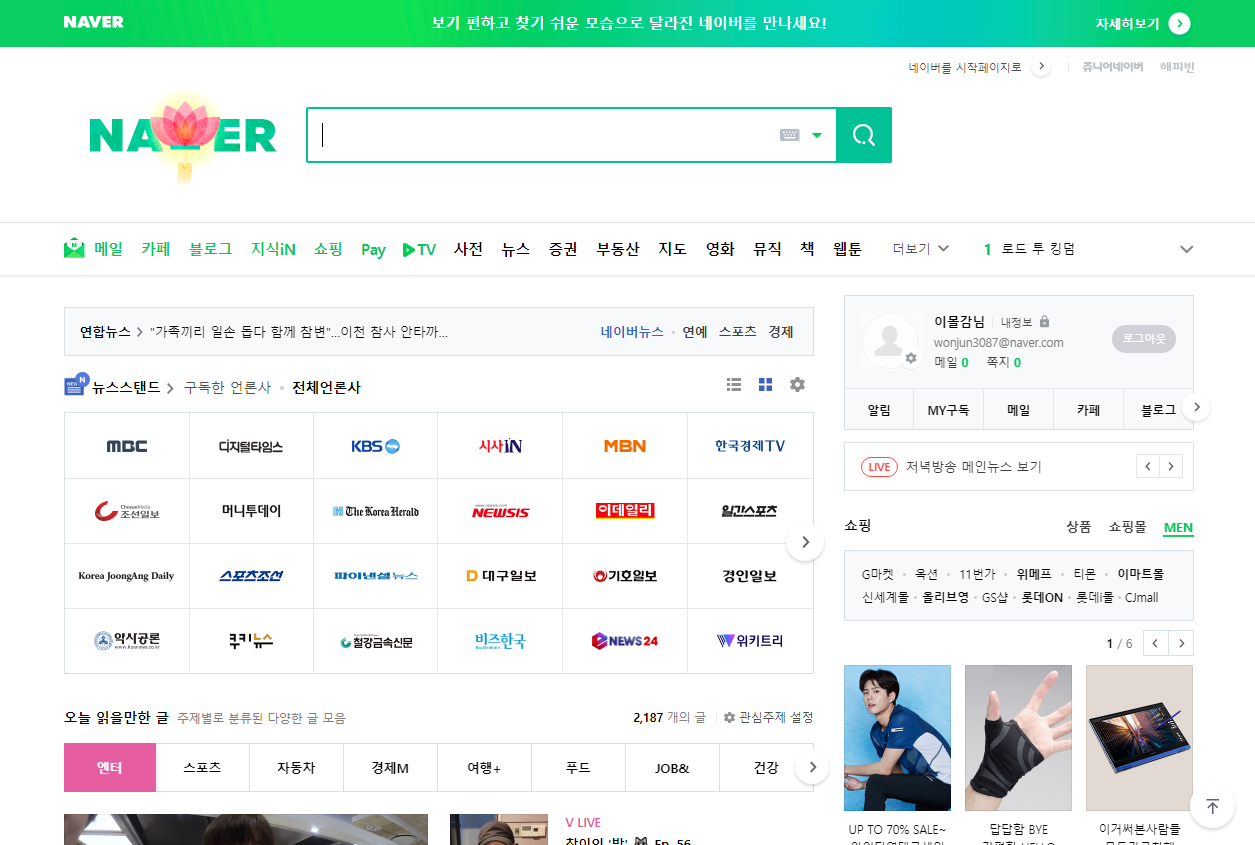 NAVER
보기 편하고 찾기 쉬운 모습으로 달라진 네이버를 만나세요!
자세히보기
네이버를 시작페이지로
쥬니어네이버 해피빈
NAVER
메일 카페 블로그 지식iN 쇼핑 Pay TV 사전 뉴스 증권 부동산 지도 영화 뮤직 책 웹툰 더보기 1 로드 투 킹덤
연합뉴스 > "가족끼리 일손 돕다 함께 참변"...이천 참사 안타까... 네이버뉴스 연예 스포츠 경제
뉴스스탠드 > 구독한 언론사 전체언론사
MBC 디지털타임스 KBS 시사IN MBN 한국경제TV
조선일보 머니투데이 The Korea Herald NEWSIS 이데일리 일간스포츠
Korea JoongAng Daily 스포츠조선 파이낸셜뉴스 대구일보 기호일보 경인일보
약사공론 쿠키뉴스 철강금속신문 비즈한국 NEWS 24 위키트리
오늘 읽을만한 글 주제별로 분류된 다양한 글 모음 2,187 개의 글 관심주제 설정
엔터 스포츠 자동차 경제M 여행+ 푸드 JOB& 건강
V LIVE
이몰감님 내정보
wonjun3087@naver.com
메일 0 쪽지 0
로그아웃
알림 MY구독 메일 카페 블로그
LIVE 저녁방송 메인뉴스 보기
쇼핑 상품 쇼핑몰 MEN
G마켓 옥션 11번가 위메프 티몬 이마트몰
신세계몰 올리브영 GS샵 롯데ON 롯데i몰 CJmall
1 / 6
UP TO 70% SALE~
답답함 BYE
이거써본사람들